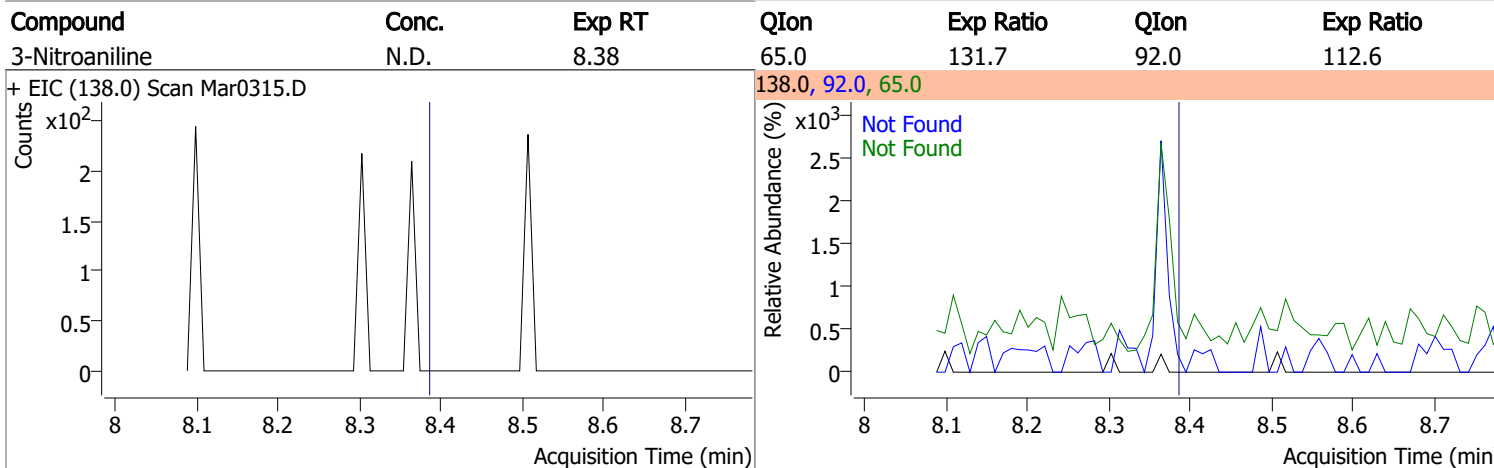 Compound Conc. Exp RT QIon Exp Ratio QIon Exp Ratio
3-Nitroaniline N.D. 8.38 65.0 131.7 92.0 112.6
+ EIC (138.0) Scan Mar0315.D
Counts
x10²
2
1.5
1
0.5
0
8 8.1 8.2 8.3 8.4 8.5 8.6 8.7
Acquisition Time (min)
138.0, 92.0, 65.0
Relative Abundance (%)
x10³
Not Found
Not Found
2.5
2
1.5
1
0.5
0
8 8.1 8.2 8.3 8.4 8.5 8.6 8.7
Acquisition Time (min